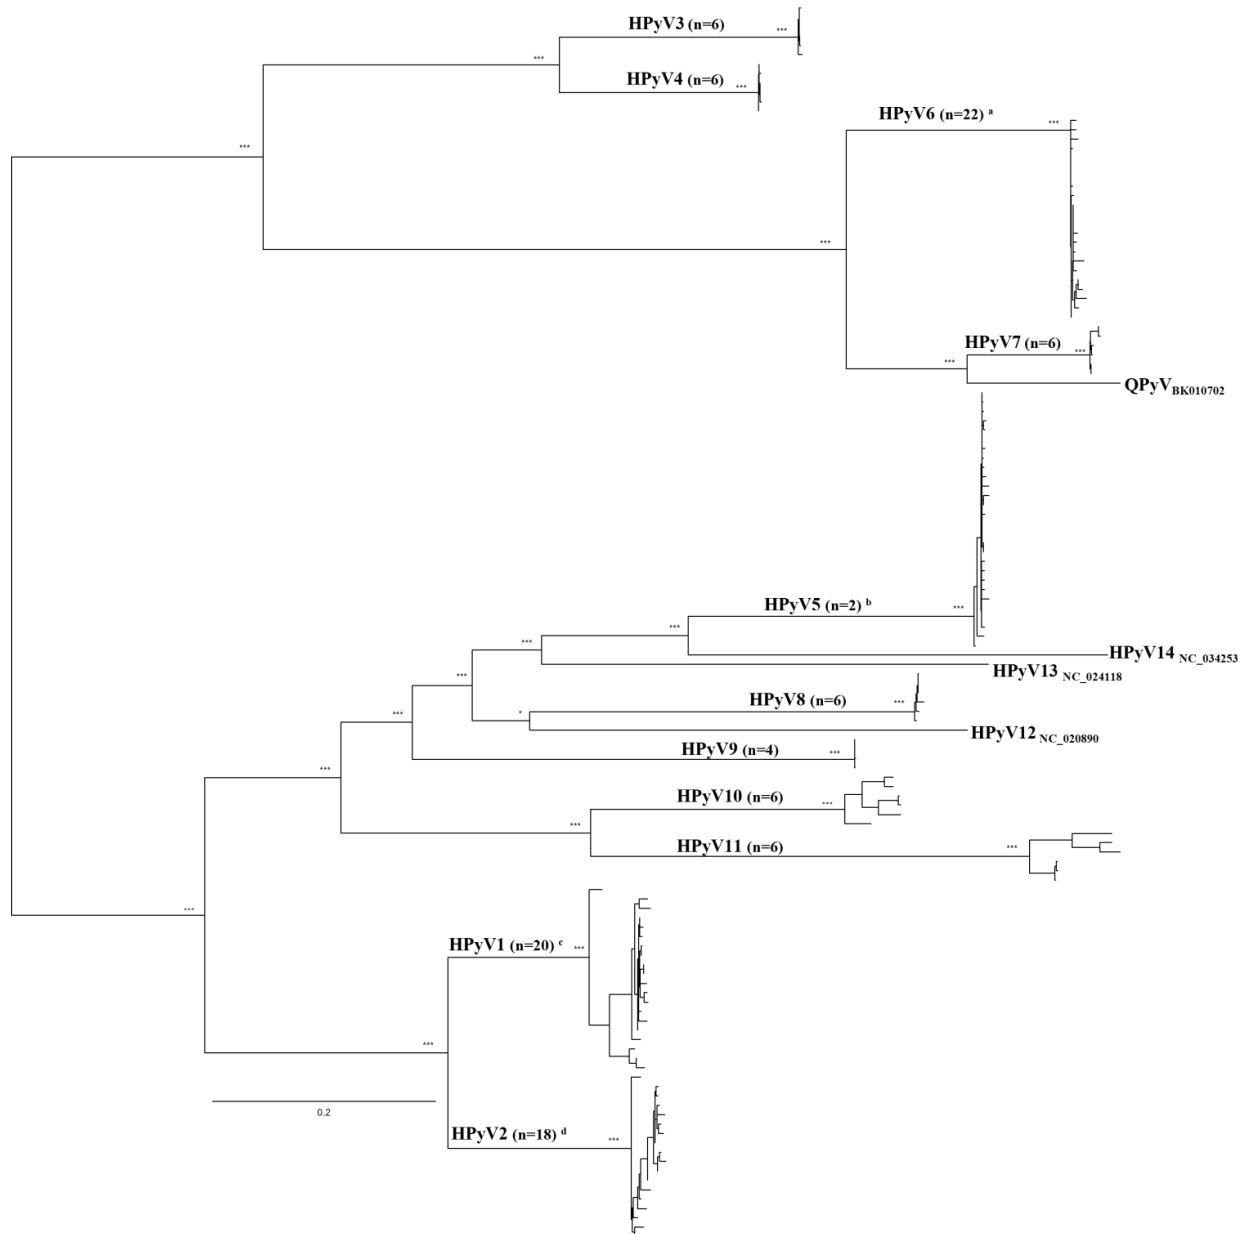 HPyV3 (n=6)
***
***
HPyV4 (n=6)
***
HPyV6 (n=22) a
***
***
***
HPyV7 (n=6)
***
***
QPyV BK010702
HPyV5 (n=2) b
***
***
***
HPyV14 NC_034253
HPyV13 NC_024118
***
HPyV8 (n=6)
***
***
*
HPyV12 NC_020890
HPyV9 (n=4)
***
***
HPyV10 (n=6)
***
***
HPyV11 (n=6)
***
***
HPyV1 (n=20) c
***
***
0.2
HPyV2 (n=18) d
***